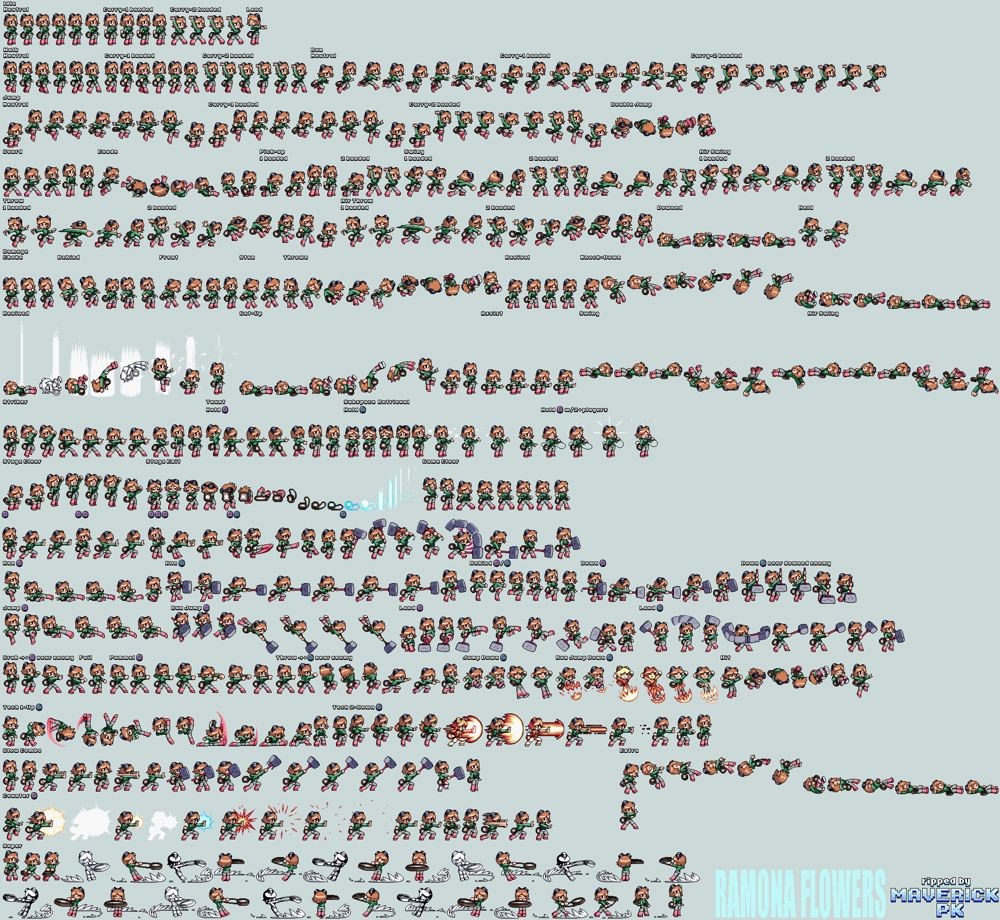 Idle
Neutral Carry-1 handed Carry-2 handed Lend
Walk Run
Neutral Carry-1 handed Carry-2 handed Neutral Carry-1 handed Carry-2 handed
Jump
Neutral Carry-1 handed Carry-2 handed Double Jump
Guard Evade Pick-up Swing Air Swing
1 handed 2 handed 1 handed 2 handed 1 handed 2 handed
Throw Air Throw
1 handed 2 handed 1 handed 2 handed Downed Held
Damage
Choke Behind Front Stun Thrown Revival Knock-Down
Revived Get-Up Assist Swing Air Swing
Striker Taunt Subspace Retrieval
Hold Hold Hold w/2+players
Stage Clear Stage Exit Game Clear
Run Run Behind / Down Down near downed enemy
Jump Run Jump Land Land
Grab →+ near enemy Fail Pummel Throw →+ near enemy Jump Down Run Jump Down Hit
Tech 1-Up Tech 2-Down
Glow Combo Extra
Counter
Super
RAMONA FLOWERS
ripped by
MAVERICK
PK